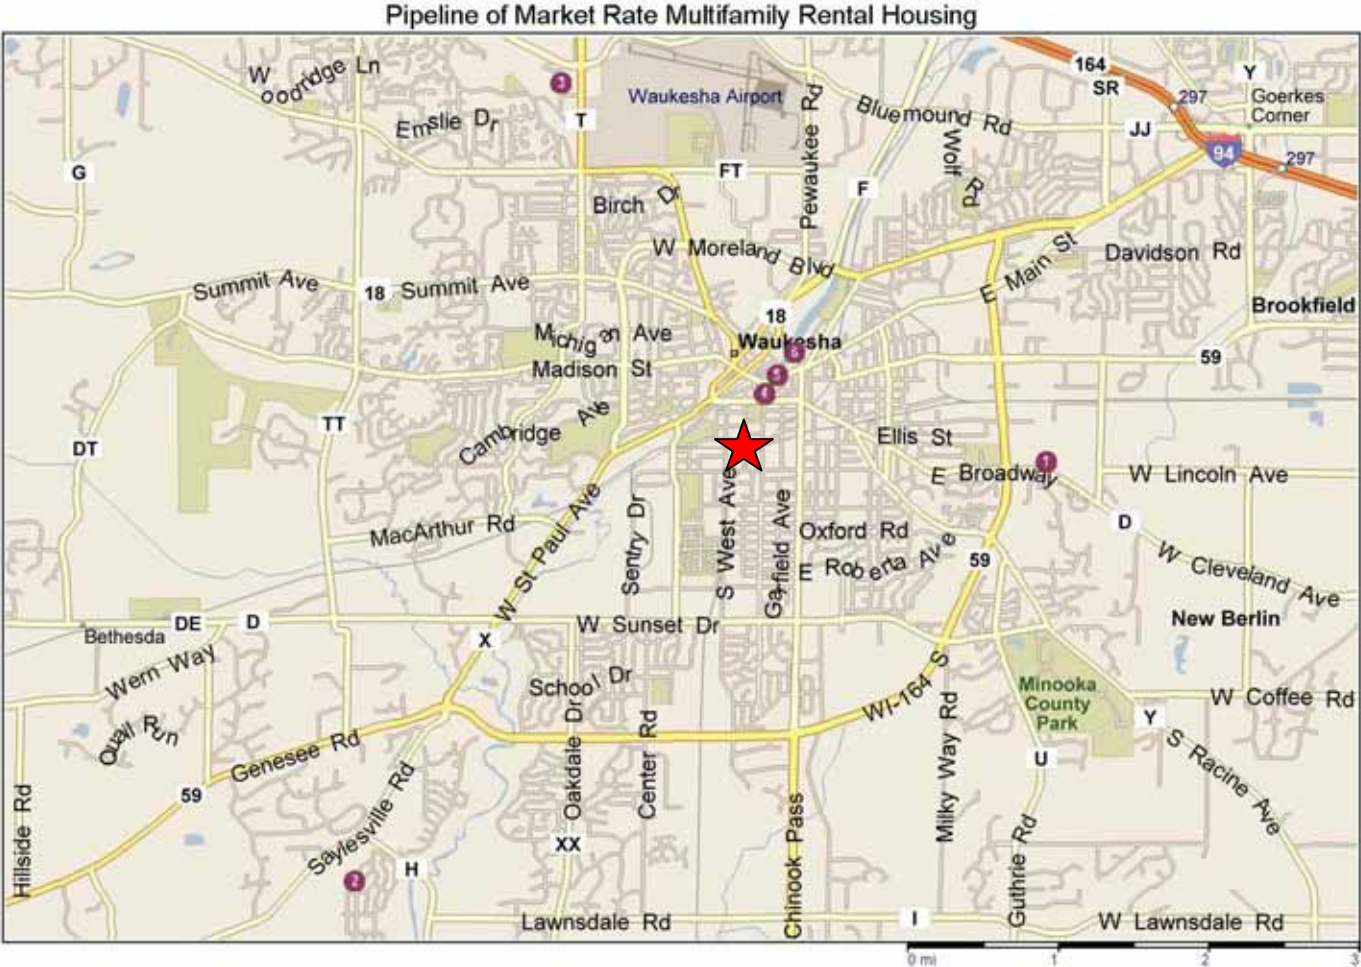 Pipeline of Market Rate Multifamily Rental Housing
164
SR
Y
W Woodridge Ln
3
Waukesha Airport
297
Goerkes
Corner
Emslie Dr
T
Pewaukee Rd
Bluemound Rd
JJ
Wolf Rd
94
297
G
FT
F
Birch Dr
W Moreland Blvd
E Main St
Davidson Rd
Summit Ave
18
Summit Ave
18
Brookfield
Michigan Ave
Waukesha
6
59
Madison St
5
4
Cambridge Ave
TT
DT
Ellis St
1
E Broadway
W Lincoln Ave
MacArthur Rd
W St Paul Ave
Sentry Dr
S West Ave
Garfield Ave
Oxford Rd
D
E Roberta Ave
59
W Cleveland Ave
DE
D
Bethesda
X
W Sunset Dr
New Berlin
Wern Way
School Dr
S
Minooka
County
Park
W Coffee Rd
Quail Run
WI-164
Y
Genesee Rd
Oakdale Dr
Center Rd
Milky Way Rd
U
S Racine Ave
59
Hillside Rd
Saylesville Rd
XX
Chinook Pass
Guthrie Rd
H
2
Lawnsdale Rd
I
W Lawnsdale Rd
0 mi
1
2
3